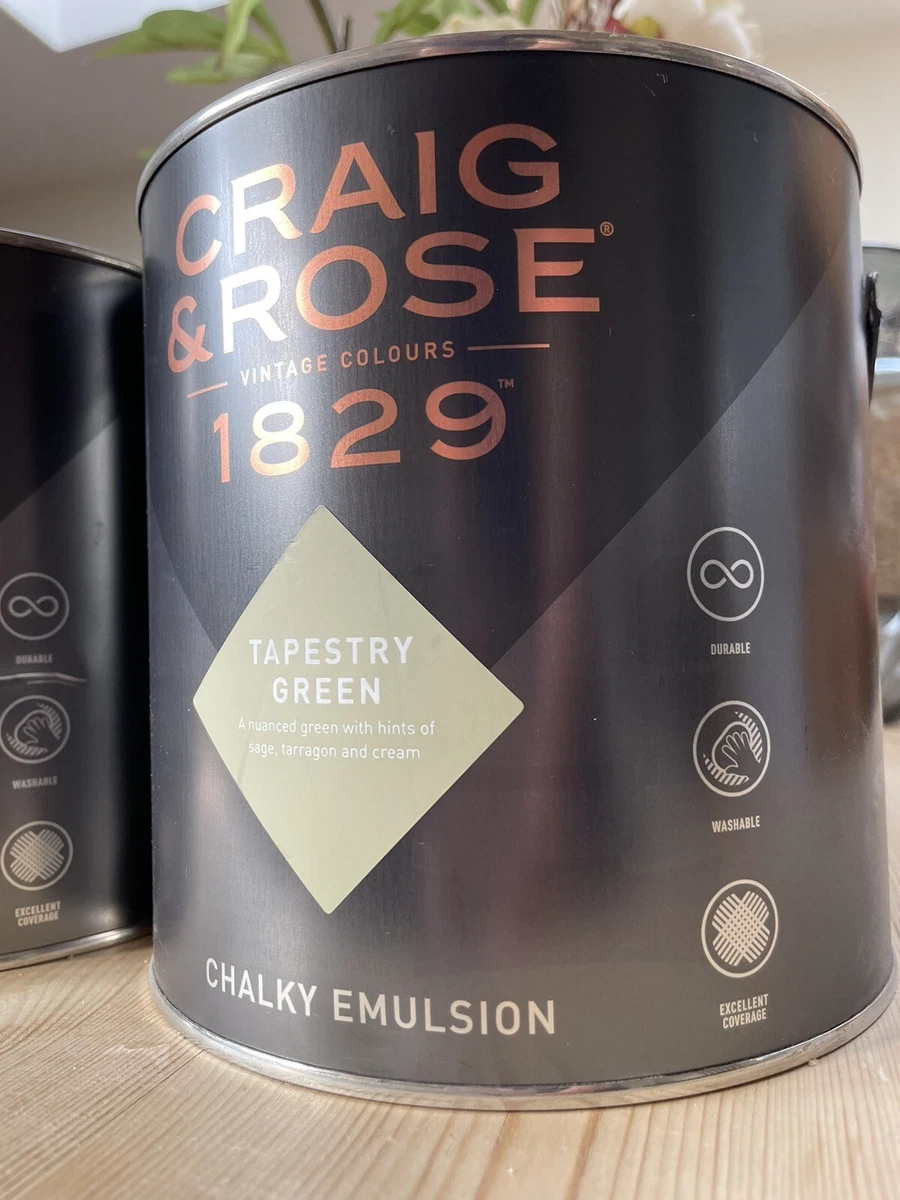 CRAIG
& ROSE®
VINTAGE COLOURS
1829™
TAPESTRY
GREEN
A nuanced green with hints of
sage, tarragon and cream
CHALKY EMULSION
DURABLE
WASHABLE
EXCELLENT
COVERAGE
DURABLE
WASHABLE
EXCELLENT
COVERAGE